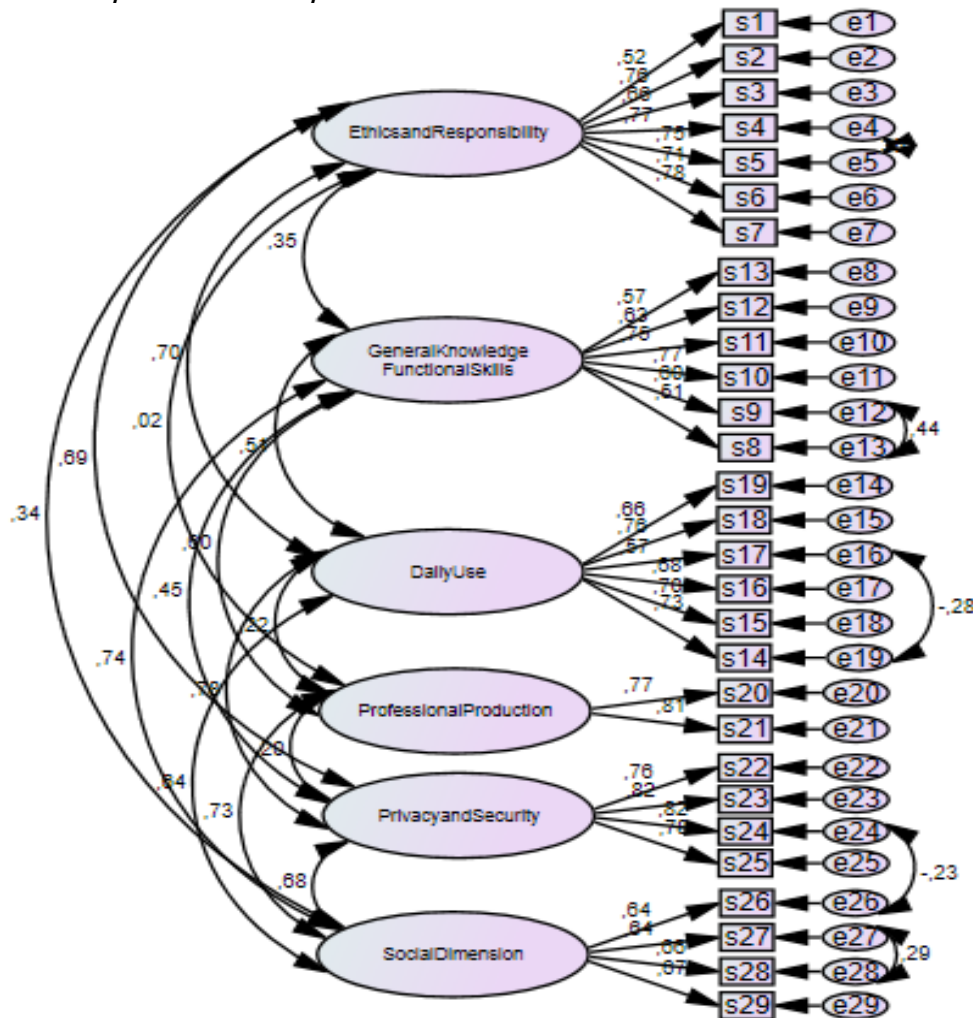 s1 e1
s2 e2
,52
,76
s3 e3
,66
,77
s4 e4
EthicsandResponsibility
,75
s5 e5
,71
,78
s6 e6
s7 e7
,35
s13 e8
,57
s12 e9
,63
GeneralKnowledge
FunctionalSkills
s11 e10
,70
,77
s10 e11
s9 e12
,02
,61
,44
,51
s8 e13
,69
,34
s19 e14
,66
s18 e15
,76
,57
s17 e16
DailyUse
,68
s16 e17
,45
,70
,73
s15 e18
-,28
,22
s14 e19
,74
s20 e20
,77
ProfessionalProduction
,81
s21 e21
,20
s22 e22
,76
,82
s23 e23
,73
PrivacyandSecurity
,82
s24 e24
s25 e25
-,23
,68
s26 e26
,64
,64
s27 e27
SocialDimension
,66
s28 e28
,29
,67
s29 e29